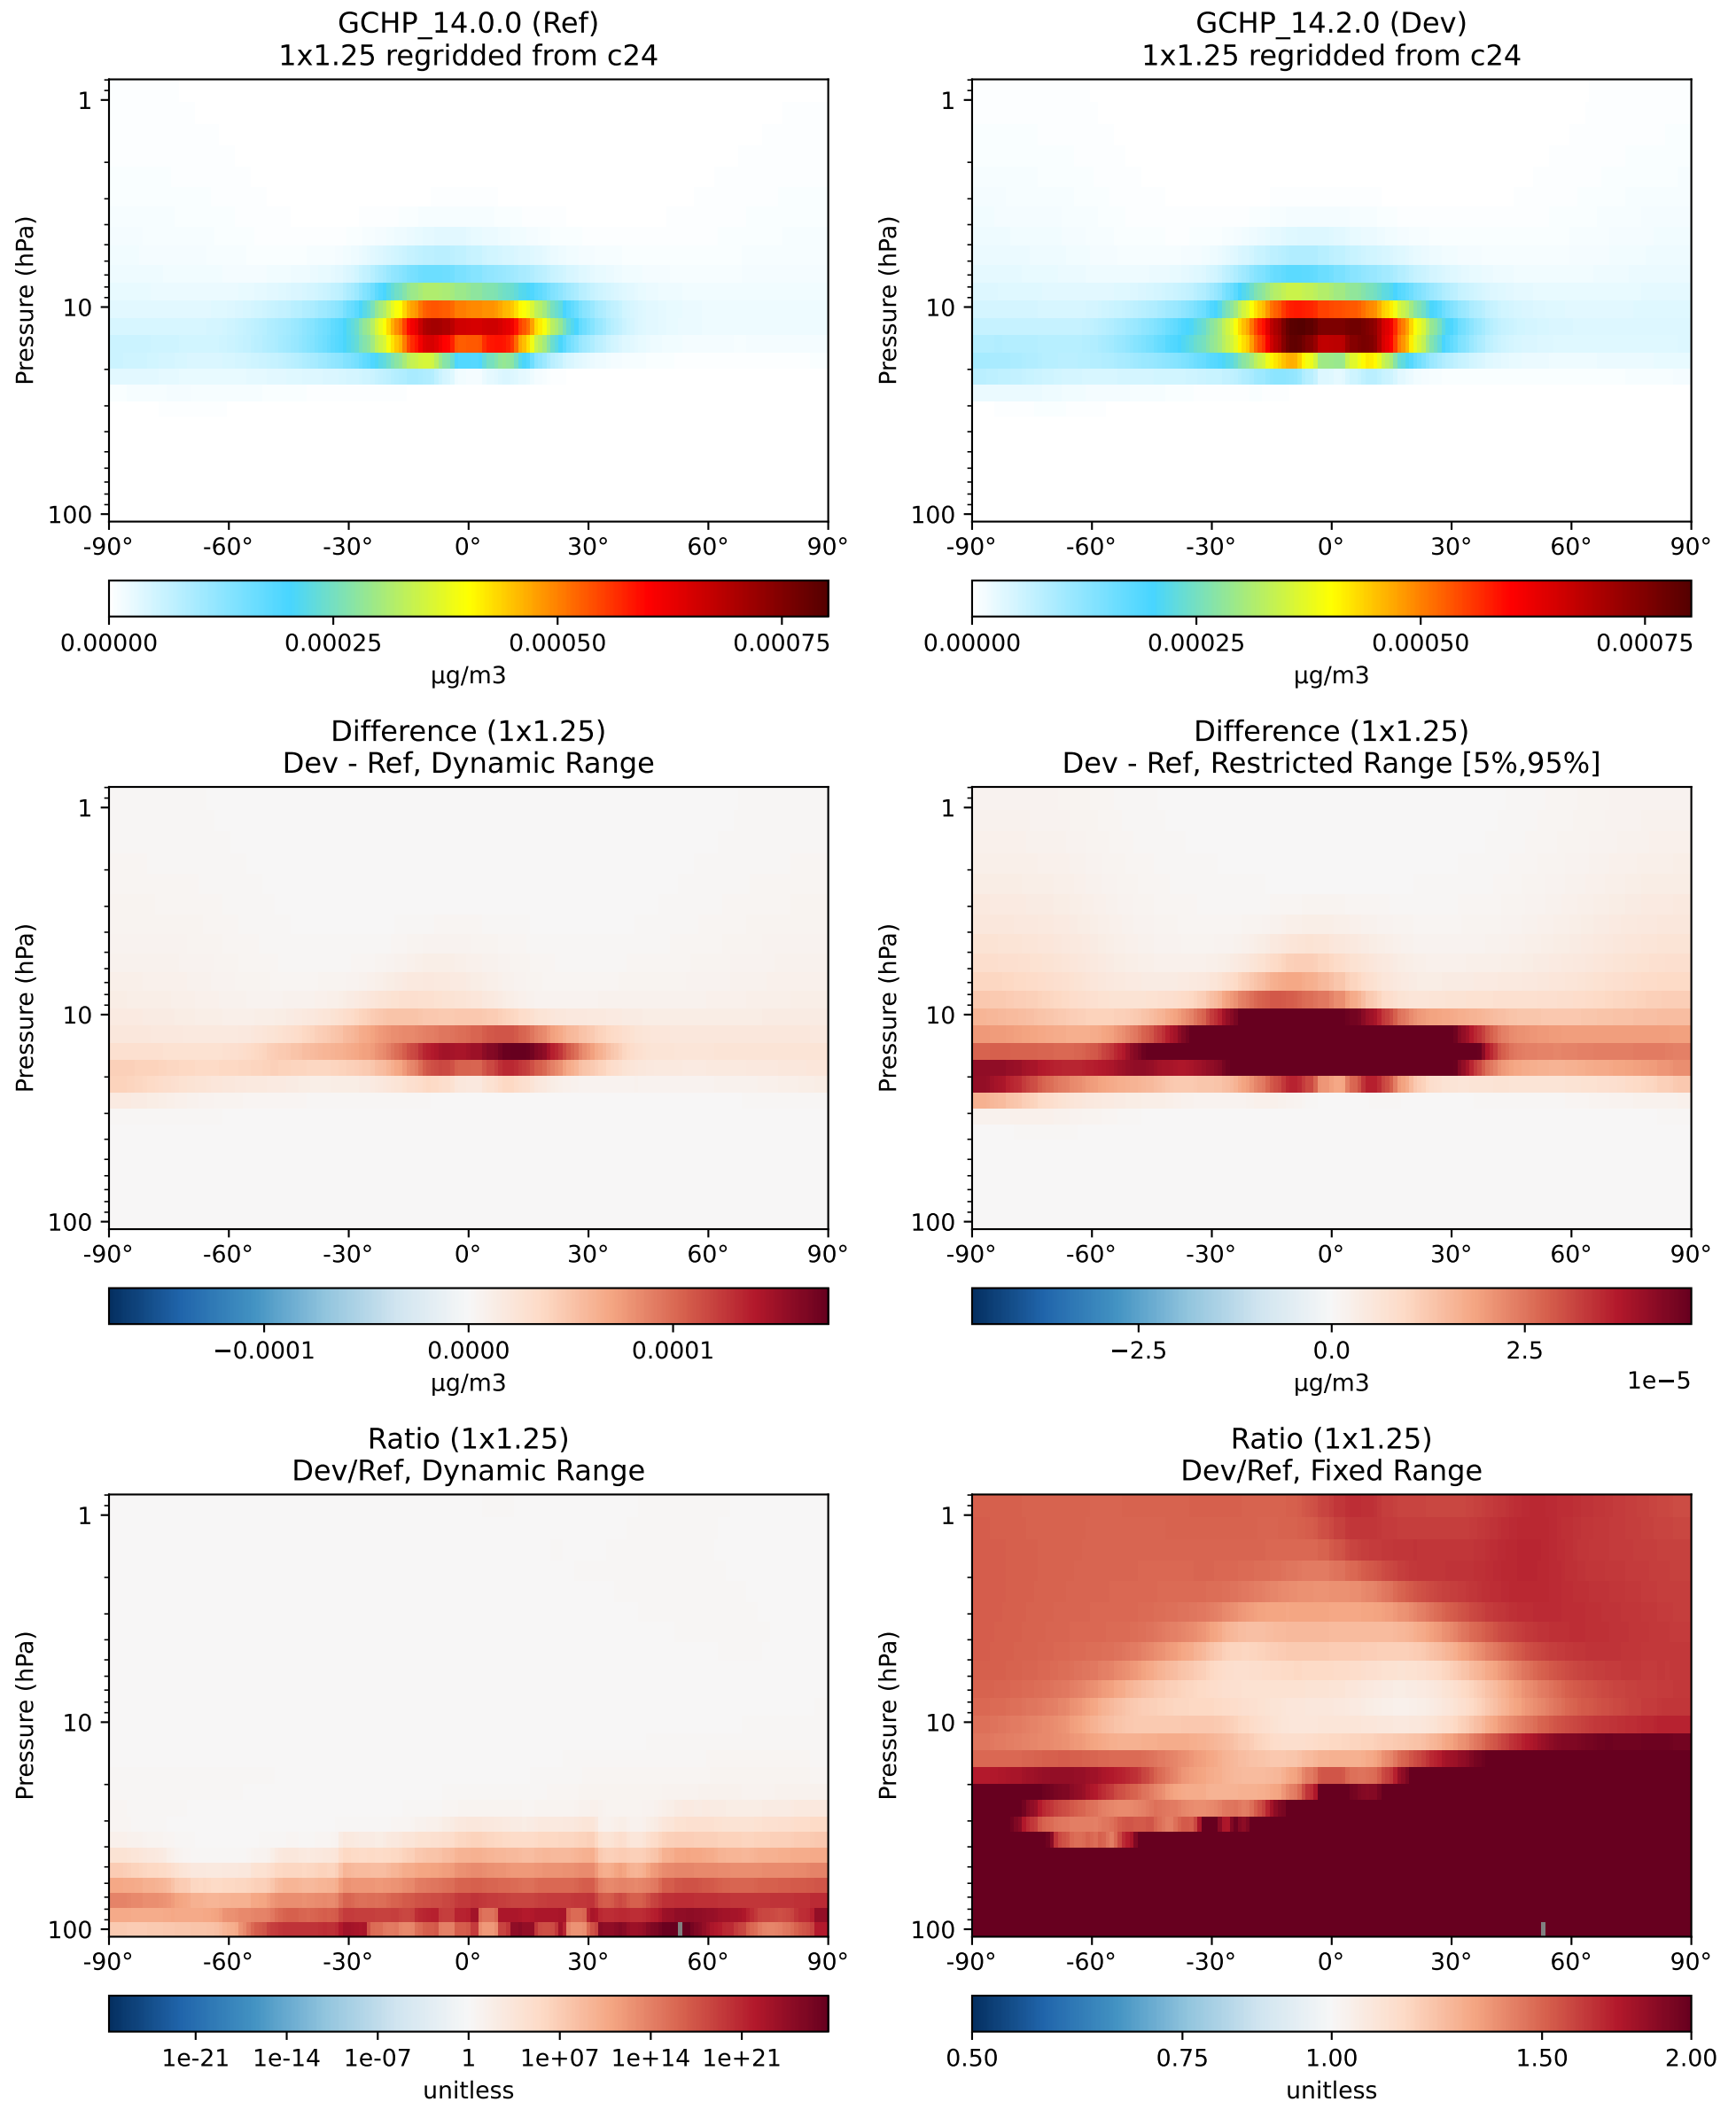 GCHP_14.0.0 (Ref)
1x1.25 regridded from c24
Pressure (hPa)
1
10
100
-90° -60° -30° 0° 30° 60° 90°
0.00000 0.00025 0.00050 0.00075
µg/m3
GCHP_14.2.0 (Dev)
1x1.25 regridded from c24
Pressure (hPa)
1
10
100
-90° -60° -30° 0° 30° 60° 90°
0.00000 0.00025 0.00050 0.00075
µg/m3
Difference (1x1.25)
Dev - Ref, Dynamic Range
Pressure (hPa)
1
10
100
-90° -60° -30° 0° 30° 60° 90°
−0.0001 0.0000 0.0001
µg/m3
Difference (1x1.25)
Dev - Ref, Restricted Range [5%,95%]
Pressure (hPa)
1
10
100
-90° -60° -30° 0° 30° 60° 90°
−2.5 0.0 2.5
µg/m3
1e−5
Ratio (1x1.25)
Dev/Ref, Dynamic Range
Pressure (hPa)
1
10
100
-90° -60° -30° 0° 30° 60° 90°
1e-21 1e-14 1e-07 1 1e+07 1e+14 1e+21
unitless
Ratio (1x1.25)
Dev/Ref, Fixed Range
Pressure (hPa)
1
10
100
-90° -60° -30° 0° 30° 60° 90°
0.50 0.75 1.00 1.50 2.00
unitless